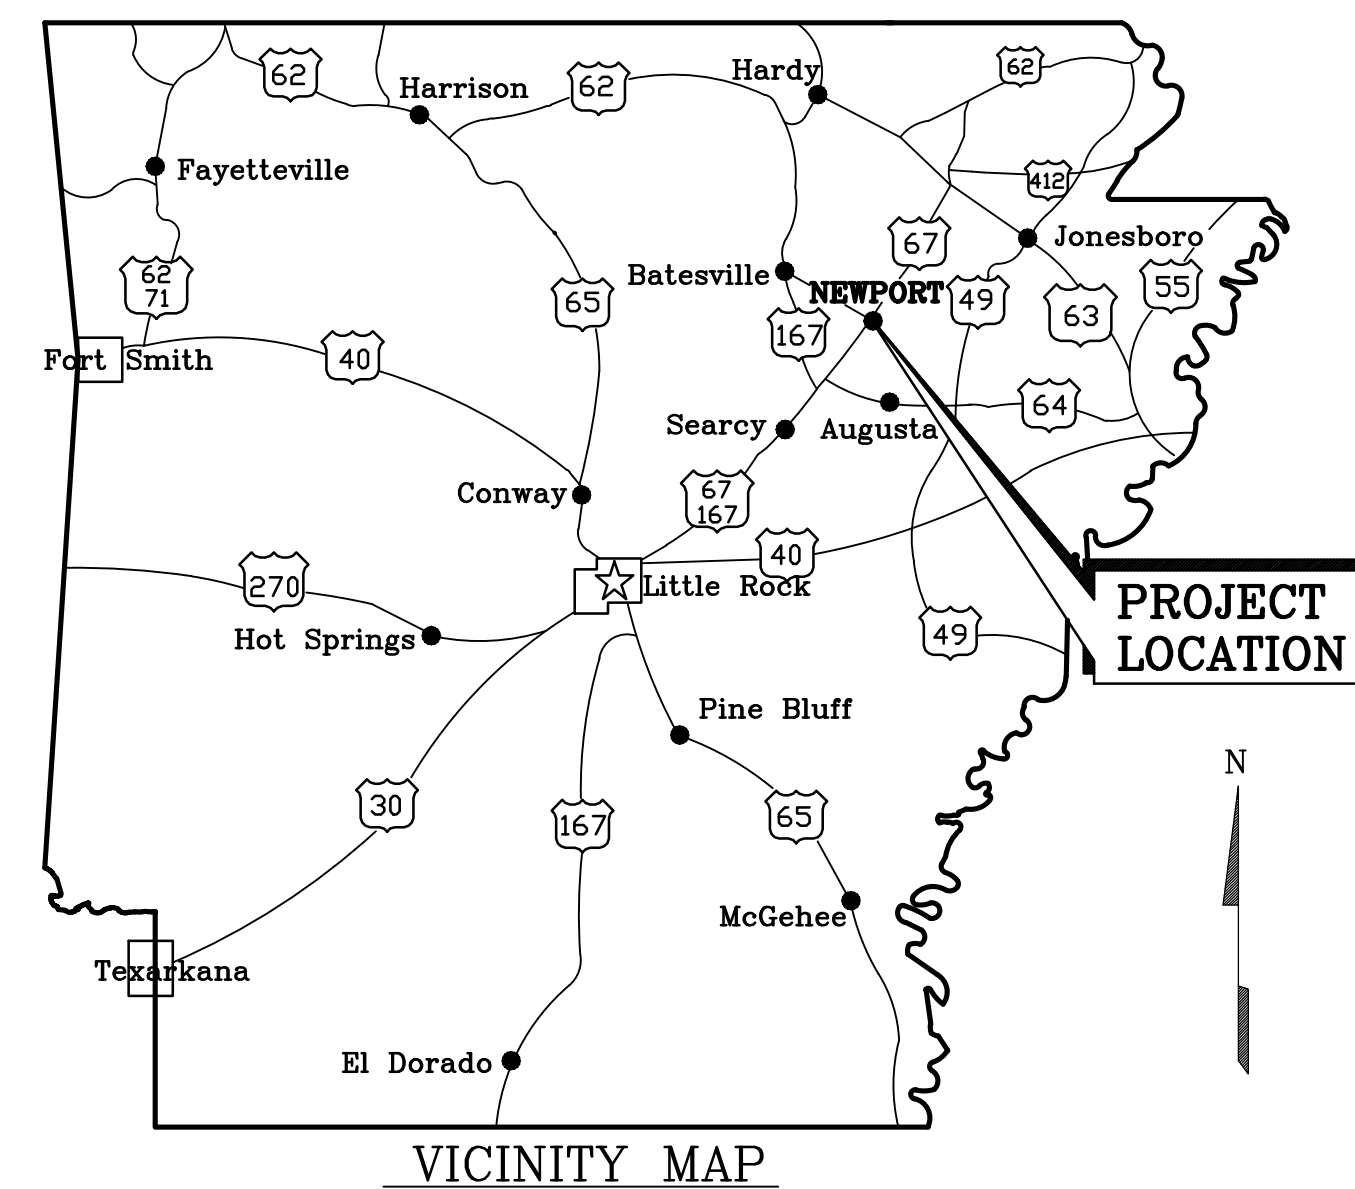 62
Harrison
62
Hardy
62
Fayetteville
412
67
Jonesboro
62
71
65
Batesville
NEWPORT
49
55
167
63
Fort Smith
40
64
Searcy
Augusta
Conway
67
167
40
270
Little Rock
PROJECT
LOCATION
Hot Springs
49
Pine Bluff
N
30
167
65
McGehee
Texarkana
El Dorado
VICINITY MAP